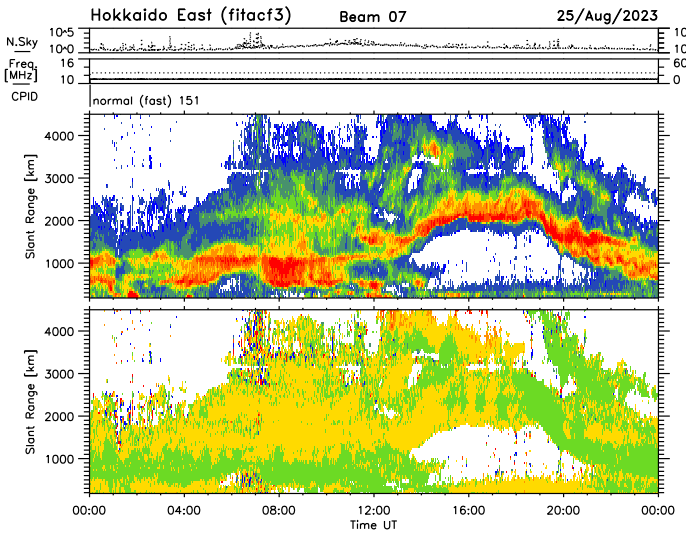 Hokkaido East (fitacf3) Beam 07 25/Aug/2023
N.Sky
10^5
10^0
Freq.
[MHz]
16
10
60
0
CPID
normal (fast) 151
Slant Range [km]
4000
3000
2000
1000
Slant Range [km]
4000
3000
2000
1000
00:00 04:00 08:00 12:00 16:00 20:00 00:00
Time UT